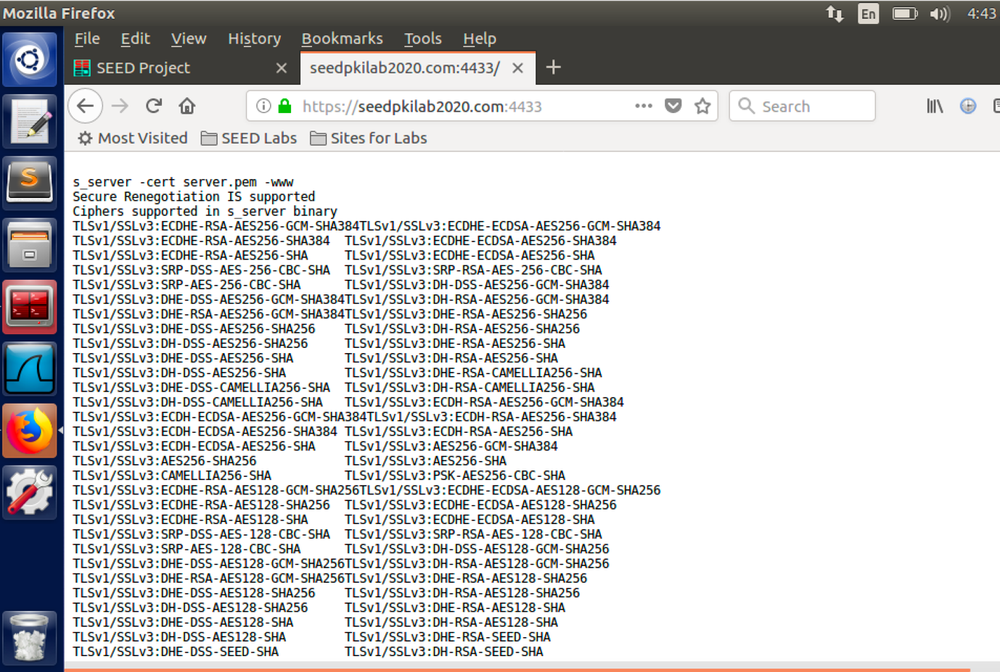 Mozilla Firefox En 4:43
File Edit View History Bookmarks Tools Help
SEED Project seedpkilab2020.com:4433/
https://seedpkilab2020.com:4433 Search
Most Visited SEED Labs Sites for Labs
s_server -cert server.pem -www
Secure Renegotiation IS supported
Ciphers supported in s_server binary
TLSv1/SSLv3:ECDHE-RSA-AES256-GCM-SHA384TLSv1/SSLv3:ECDHE-ECDSA-AES256-GCM-SHA384
TLSv1/SSLv3:ECDHE-RSA-AES256-SHA384 TLSv1/SSLv3:ECDHE-ECDSA-AES256-SHA384
TLSv1/SSLv3:ECDHE-RSA-AES256-SHA TLSv1/SSLv3:ECDHE-ECDSA-AES256-SHA
TLSv1/SSLv3:SRP-DSS-AES-256-CBC-SHA TLSv1/SSLv3:SRP-RSA-AES-256-CBC-SHA
TLSv1/SSLv3:SRP-AES-256-CBC-SHA TLSv1/SSLv3:DH-DSS-AES256-GCM-SHA384
TLSv1/SSLv3:DHE-DSS-AES256-GCM-SHA384TLSv1/SSLv3:DH-RSA-AES256-GCM-SHA384
TLSv1/SSLv3:DHE-RSA-AES256-GCM-SHA384TLSv1/SSLv3:DHE-RSA-AES256-SHA256
TLSv1/SSLv3:DHE-DSS-AES256-SHA256 TLSv1/SSLv3:DH-RSA-AES256-SHA256
TLSv1/SSLv3:DH-DSS-AES256-SHA256 TLSv1/SSLv3:DHE-RSA-AES256-SHA
TLSv1/SSLv3:DHE-DSS-AES256-SHA TLSv1/SSLv3:DH-RSA-AES256-SHA
TLSv1/SSLv3:DH-DSS-AES256-SHA TLSv1/SSLv3:DHE-RSA-CAMELLIA256-SHA
TLSv1/SSLv3:DHE-DSS-CAMELLIA256-SHA TLSv1/SSLv3:DH-RSA-CAMELLIA256-SHA
TLSv1/SSLv3:DH-DSS-CAMELLIA256-SHA TLSv1/SSLv3:ECDH-RSA-AES256-GCM-SHA384
TLSv1/SSLv3:ECDH-ECDSA-AES256-GCM-SHA384TLSv1/SSLv3:ECDH-RSA-AES256-SHA384
TLSv1/SSLv3:ECDH-ECDSA-AES256-SHA384 TLSv1/SSLv3:ECDH-RSA-AES256-SHA
TLSv1/SSLv3:ECDH-ECDSA-AES256-SHA TLSv1/SSLv3:AES256-GCM-SHA384
TLSv1/SSLv3:AES256-SHA256 TLSv1/SSLv3:AES256-SHA
TLSv1/SSLv3:CAMELLIA256-SHA TLSv1/SSLv3:PSK-AES256-CBC-SHA
TLSv1/SSLv3:ECDHE-RSA-AES128-GCM-SHA256TLSv1/SSLv3:ECDHE-ECDSA-AES128-GCM-SHA256
TLSv1/SSLv3:ECDHE-RSA-AES128-SHA256 TLSv1/SSLv3:ECDHE-ECDSA-AES128-SHA256
TLSv1/SSLv3:ECDHE-RSA-AES128-SHA TLSv1/SSLv3:ECDHE-ECDSA-AES128-SHA
TLSv1/SSLv3:SRP-DSS-AES-128-CBC-SHA TLSv1/SSLv3:SRP-RSA-AES-128-CBC-SHA
TLSv1/SSLv3:SRP-AES-128-CBC-SHA TLSv1/SSLv3:DH-DSS-AES128-GCM-SHA256
TLSv1/SSLv3:DHE-DSS-AES128-GCM-SHA256TLSv1/SSLv3:DH-RSA-AES128-GCM-SHA256
TLSv1/SSLv3:DHE-RSA-AES128-GCM-SHA256TLSv1/SSLv3:DHE-RSA-AES128-SHA256
TLSv1/SSLv3:DHE-DSS-AES128-SHA256 TLSv1/SSLv3:DH-RSA-AES128-SHA256
TLSv1/SSLv3:DH-DSS-AES128-SHA256 TLSv1/SSLv3:DHE-RSA-AES128-SHA
TLSv1/SSLv3:DHE-DSS-AES128-SHA TLSv1/SSLv3:DH-RSA-AES128-SHA
TLSv1/SSLv3:DH-DSS-AES128-SHA TLSv1/SSLv3:DHE-RSA-SEED-SHA
TLSv1/SSLv3:DHE-DSS-SEED-SHA TLSv1/SSLv3:DH-RSA-SEED-SHA